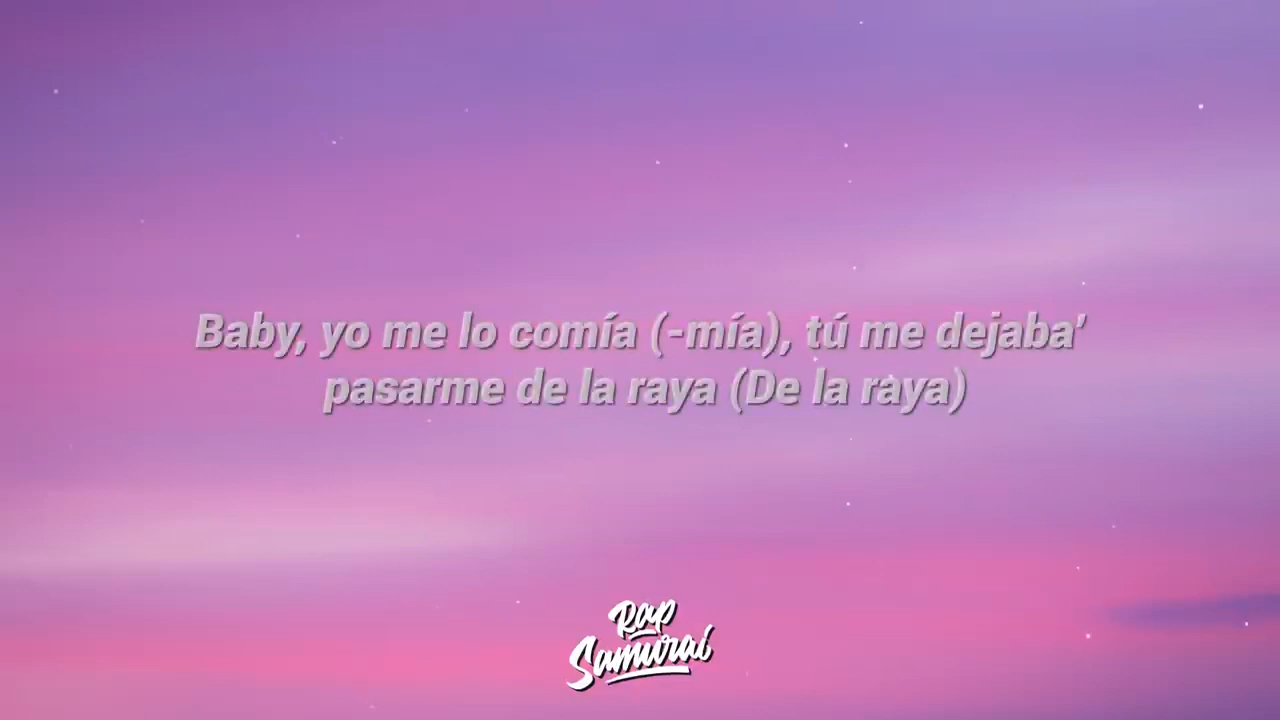 Baby, yo me lo comía (-mía), tú me dejaba'
pasarme de la raya (De la raya)
Rap
Samurai